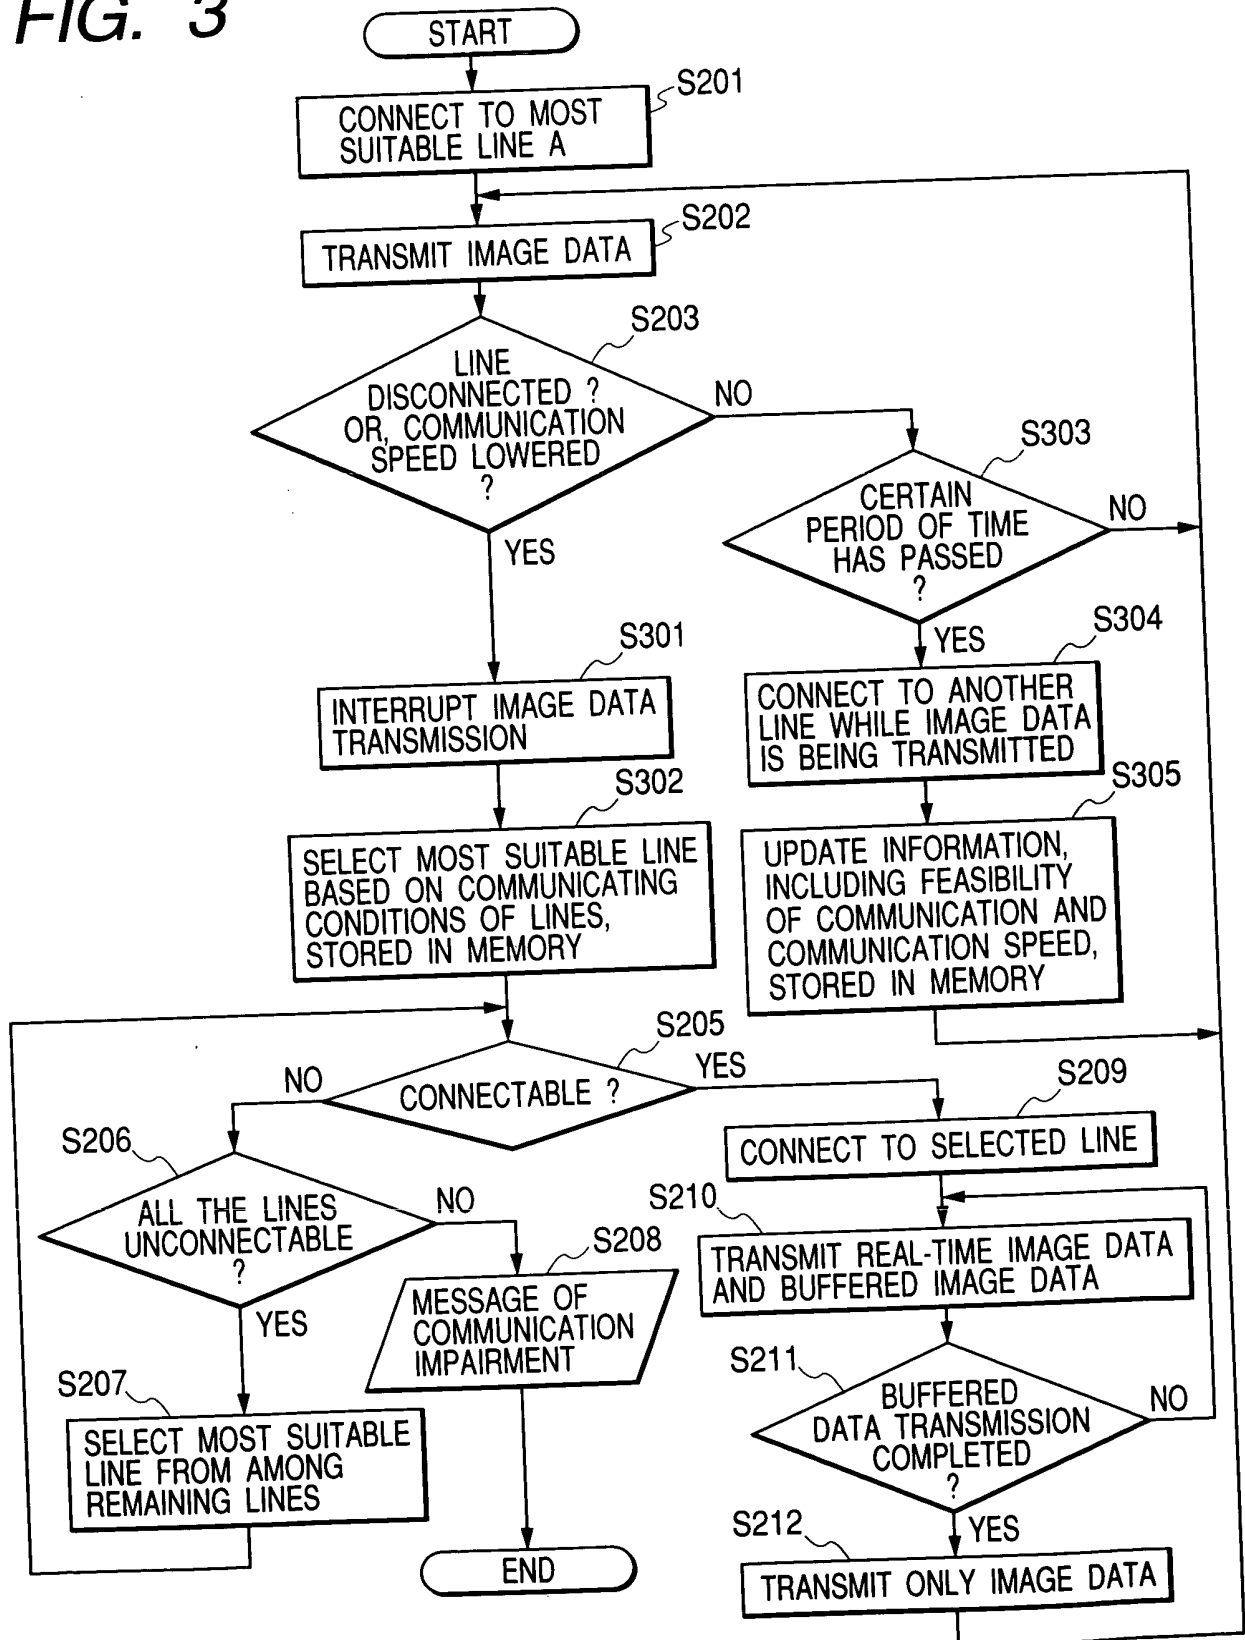 FIG. 3
START
S201
CONNECT TO MOST
SUITABLE LINE A
S202
TRANSMIT IMAGE DATA
S203
LINE
DISCONNECTED ?
OR, COMMUNICATION
SPEED LOWERED
?
NO
YES
S303
CERTAIN
PERIOD OF TIME
HAS PASSED
?
NO
YES
S301
INTERRUPT IMAGE DATA
TRANSMISSION
S304
CONNECT TO ANOTHER
LINE WHILE IMAGE DATA
IS BEING TRANSMITTED
S302
SELECT MOST SUITABLE LINE
BASED ON COMMUNICATING
CONDITIONS OF LINES,
STORED IN MEMORY
S305
UPDATE INFORMATION,
INCLUDING FEASIBILITY
OF COMMUNICATION AND
COMMUNICATION SPEED,
STORED IN MEMORY
S205
CONNECTABLE ?
NO
YES
S206
ALL THE LINES
UNCONNECTABLE
?
NO
YES
S209
CONNECT TO SELECTED LINE
S210
TRANSMIT REAL-TIME IMAGE DATA
AND BUFFERED IMAGE DATA
S208
MESSAGE OF
COMMUNICATION
IMPAIRMENT
S207
SELECT MOST SUITABLE
LINE FROM AMONG
REMAINING LINES
S211
BUFFERED
DATA TRANSMISSION
COMPLETED
?
NO
YES
END
S212
TRANSMIT ONLY IMAGE DATA